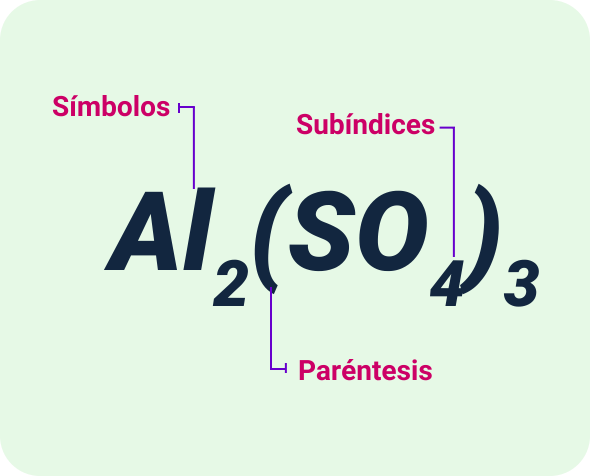 Símbolos
Subíndices
Al₂(SO₄)₃
Paréntesis